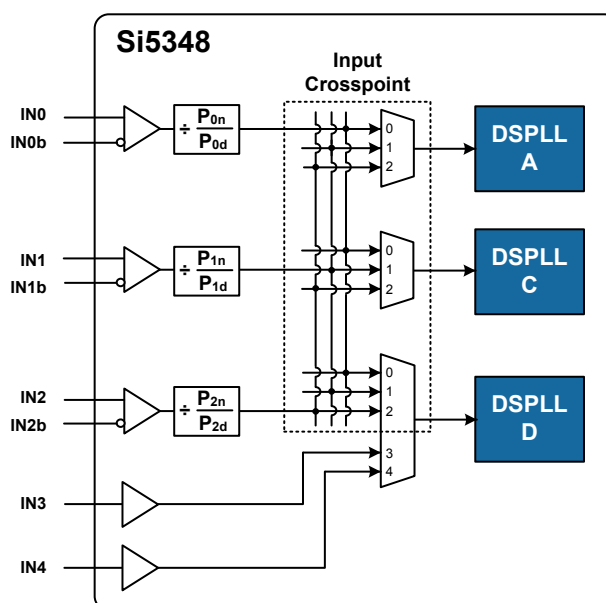 Si5348
Input
Crosspoint
IN0
IN0b
÷ P0n
P0d
0
1
2
DSPLL
A
IN1
IN1b
÷ P1n
P1d
0
1
2
DSPLL
C
IN2
IN2b
÷ P2n
P2d
0
1
2
3
4
DSPLL
D
IN3
IN4